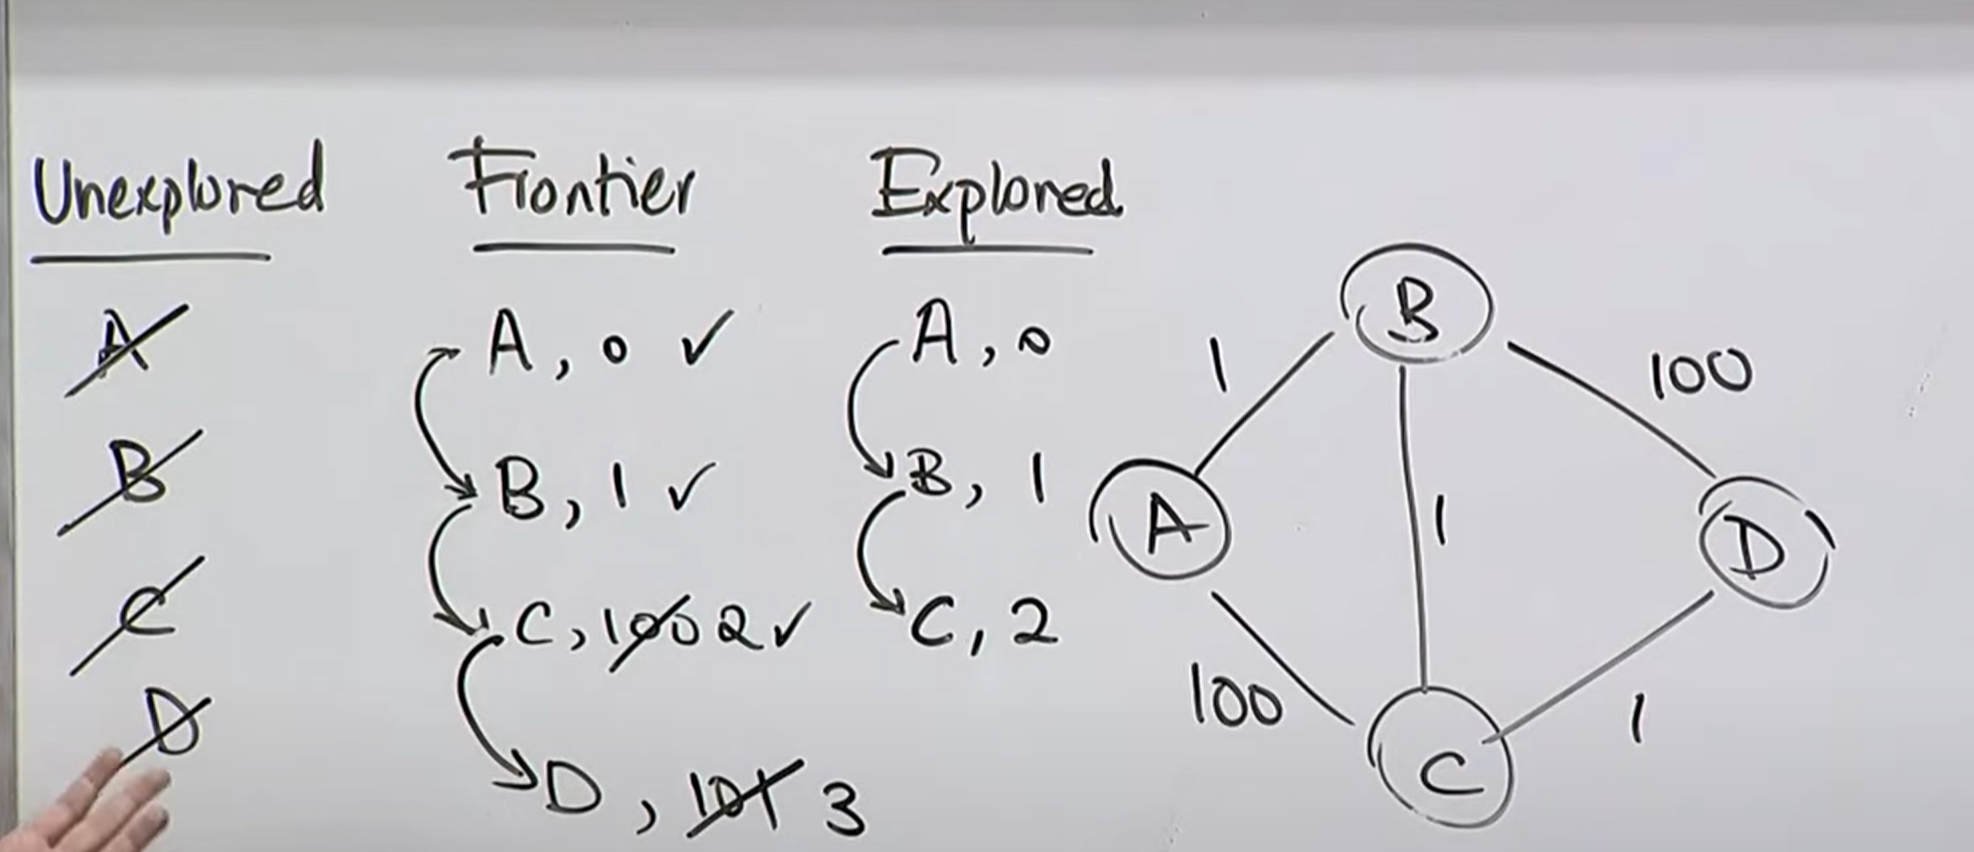 Unexplored Frontier Explored
A A, 0 ✓ A, 0
B B, 1 ✓ B, 1
C C, 100 2 ✓ C, 2
D D, 101 3
B
1 100
A 1 D
100 1
C